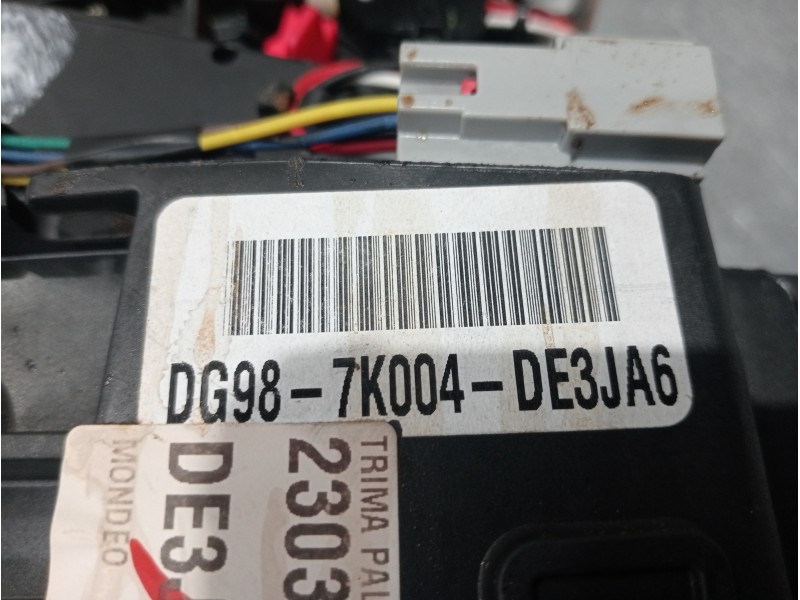 DG98-7K004-DE3JA6
TRIMA PAL
2303
DE3-
MONDEO